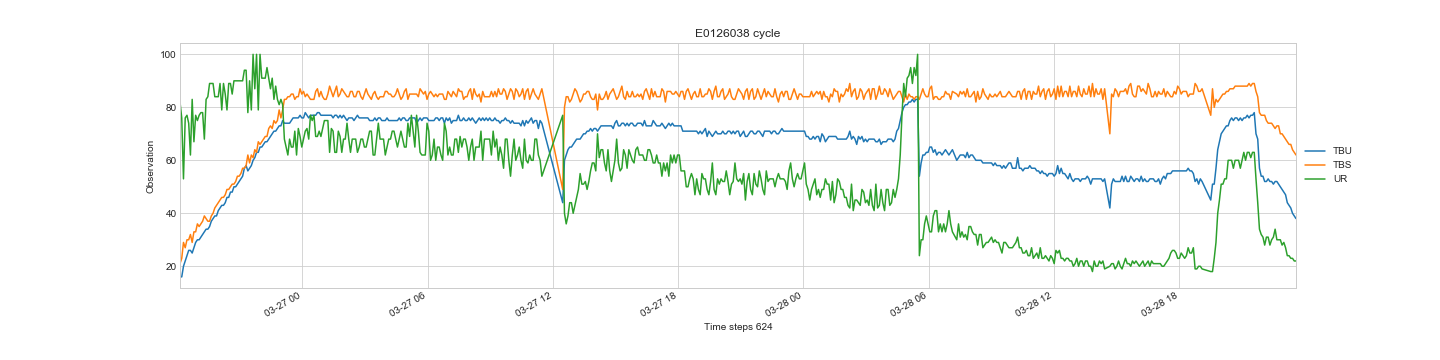 E0126038 cycle
Observation
100
80
60
40
20
03-27 00
03-27 06
03-27 12
03-27 18
03-28 00
03-28 06
03-28 12
03-28 18
Time steps 624
TBU
TBS
UR